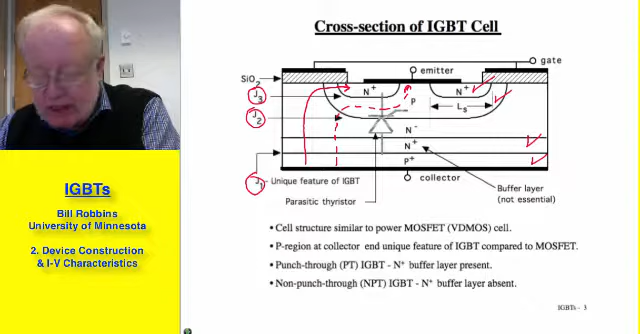 Cross-section of IGBT Cell
gate
emitter
SiO2
N+
N+
J3
P
Ls
J2
N-
N+
P+
J1 - Unique feature of IGBT
collector
Parasitic thyristor
Buffer layer
(not essential)
IGBTs
Bill Robbins
University of Minnesota
2. Device Construction
& I-V Characteristics
• Cell structure similar to power MOSFET (VDMOS) cell.
• P-region at collector end unique feature of IGBT compared to MOSFET.
• Punch-through (PT) IGBT - N+ buffer layer present.
• Non-punch-through (NPT) IGBT - N+ buffer layer absent.
IGBTs - 3